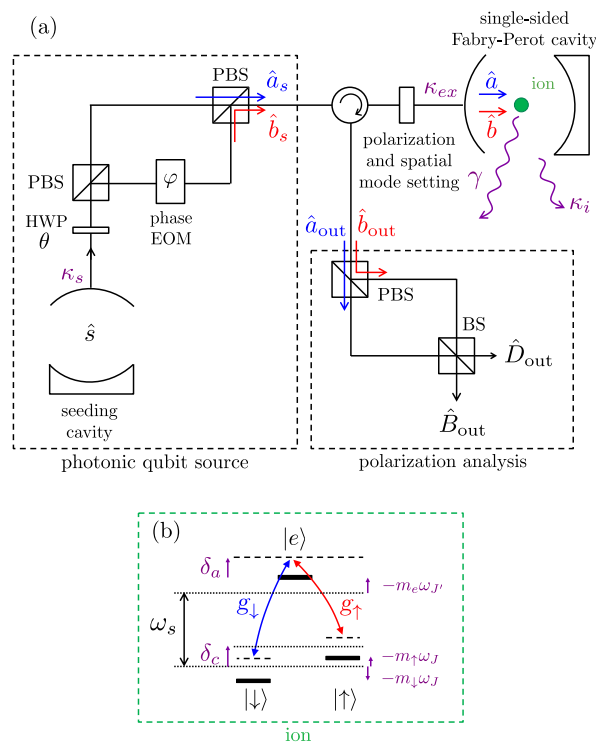 (a)
single-sided
Fabry-Perot cavity
PBS
â_s
b̂_s
κ_ex
â
b̂
ion
polarization
and spatial
mode setting
γ
κ_i
PBS
φ
phase
EOM
HWP
θ
κ_s
ŝ
seeding
cavity
photonic qubit source
â_out
b̂_out
PBS
BS
D̂_out
B̂_out
polarization analysis
(b)
|e⟩
δ_a
−m_e ω_J'
g_↓
g_↑
ω_s
δ_c
−m_↑ ω_J
−m_↓ ω_J
|↓⟩
|↑⟩
ion